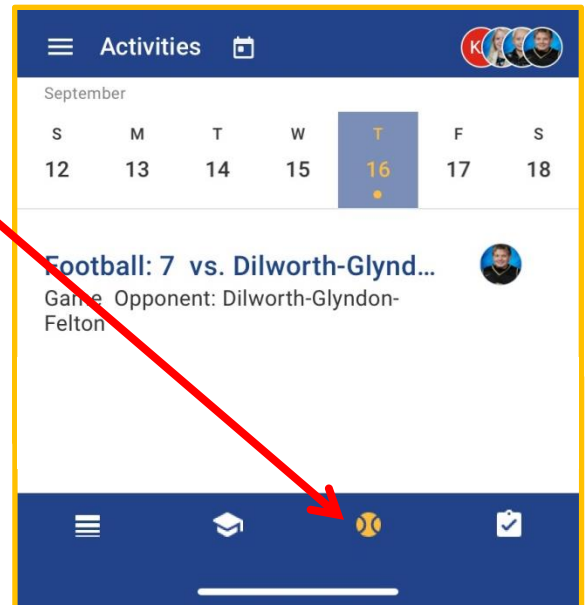 Activities
K
September
S M T W T F S
12 13 14 15 16 17 18
Football: 7 vs. Dilworth-Glynd...
Game Opponent: Dilworth-Glyndon-
Felton